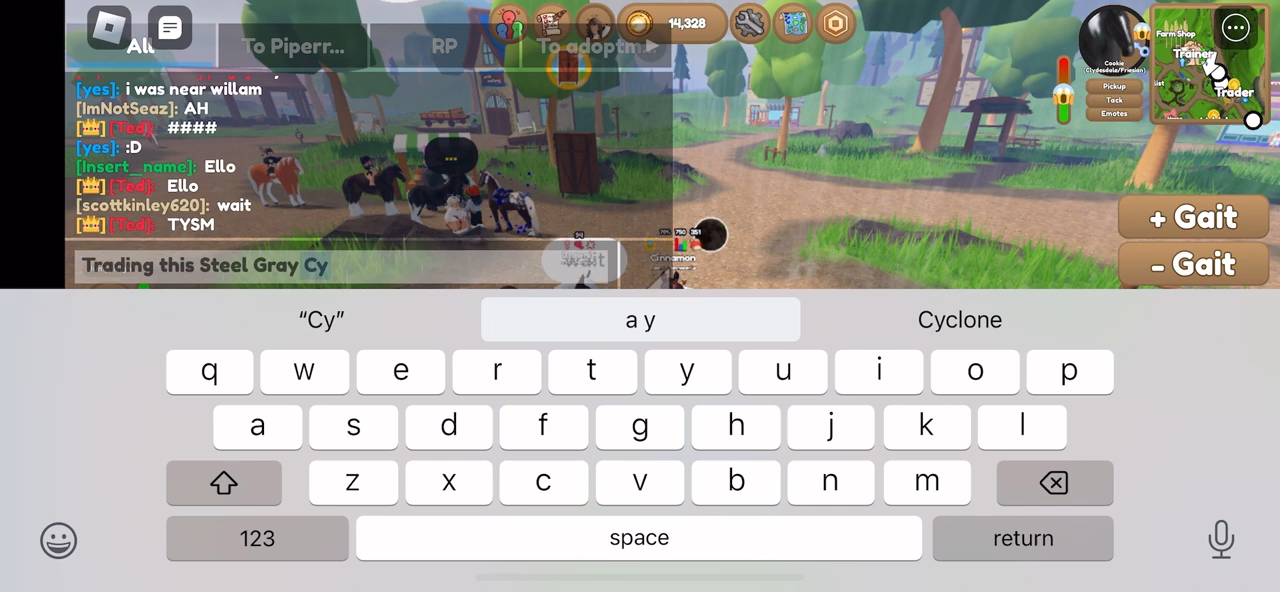 All
To Piperr...
RP
To adoptm
14,328
[yes]: i was near willam
[ImNotSeaz]: AH
[Ted]: ####
[yes]: :D
[Insert_name]: Ello
[Ted]: Ello
[scottkinley620]: wait
[Ted]: TYSM
Trading this Steel Gray Cy
wait
Cinnamon
Cookie
(Clydesdale/Friesian)
Pickup
Tack
Emotes
Farm Shop
Trainer
Trader
+ Gait
- Gait
“Cy”
a y
Cyclone
q w e r t y u i o p
a s d f g h j k l
z x c v b n m
123
space
return